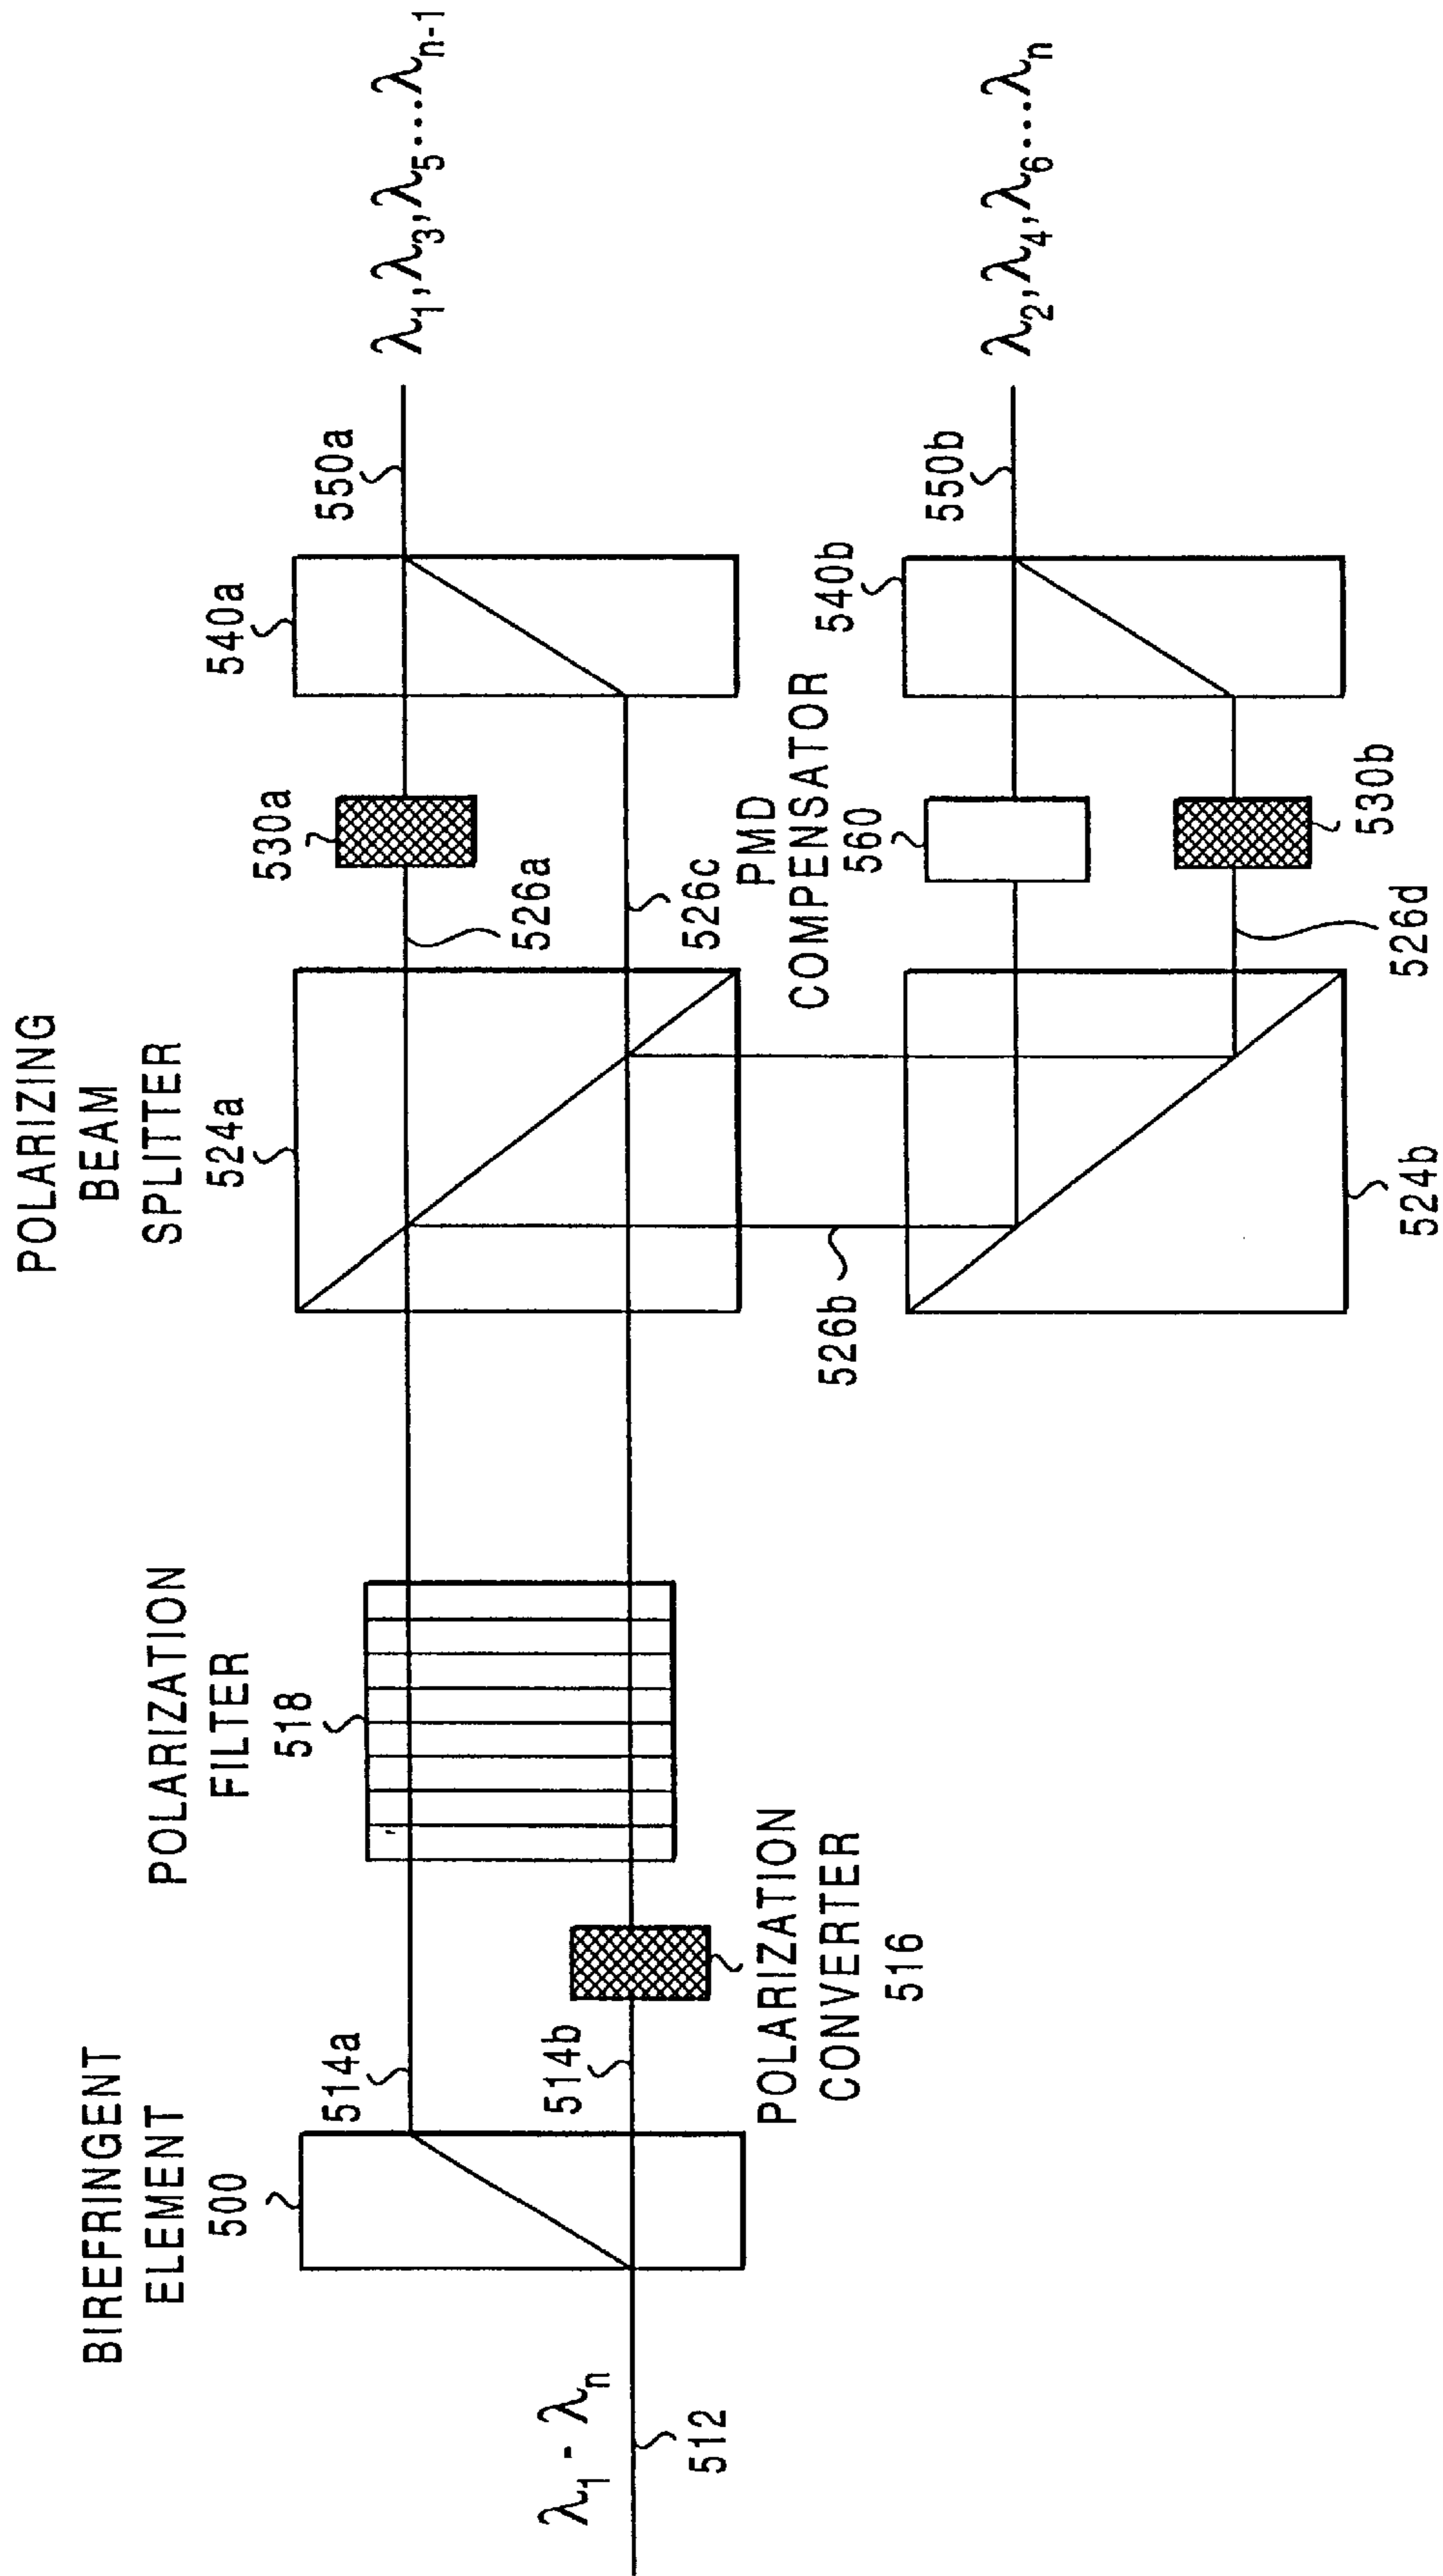 BIREFRINGENT
ELEMENT
500
λ1 - λn
512
514a
514b
POLARIZATION
CONVERTER
516
POLARIZATION
FILTER
518
POLARIZING
BEAM
SPLITTER
524a
526a
526c
526b
524b
526d
530a
PMD
COMPENSATOR
560
530b
540a
540b
550a
550b
λ1, λ3, λ5...λn-1
λ2, λ4, λ6...λn